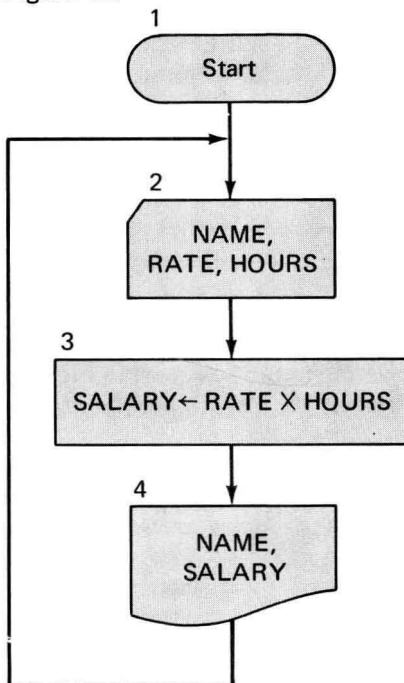 1
Start
2
NAME,
RATE, HOURS
3
SALARY ← RATE X HOURS
4
NAME,
SALARY